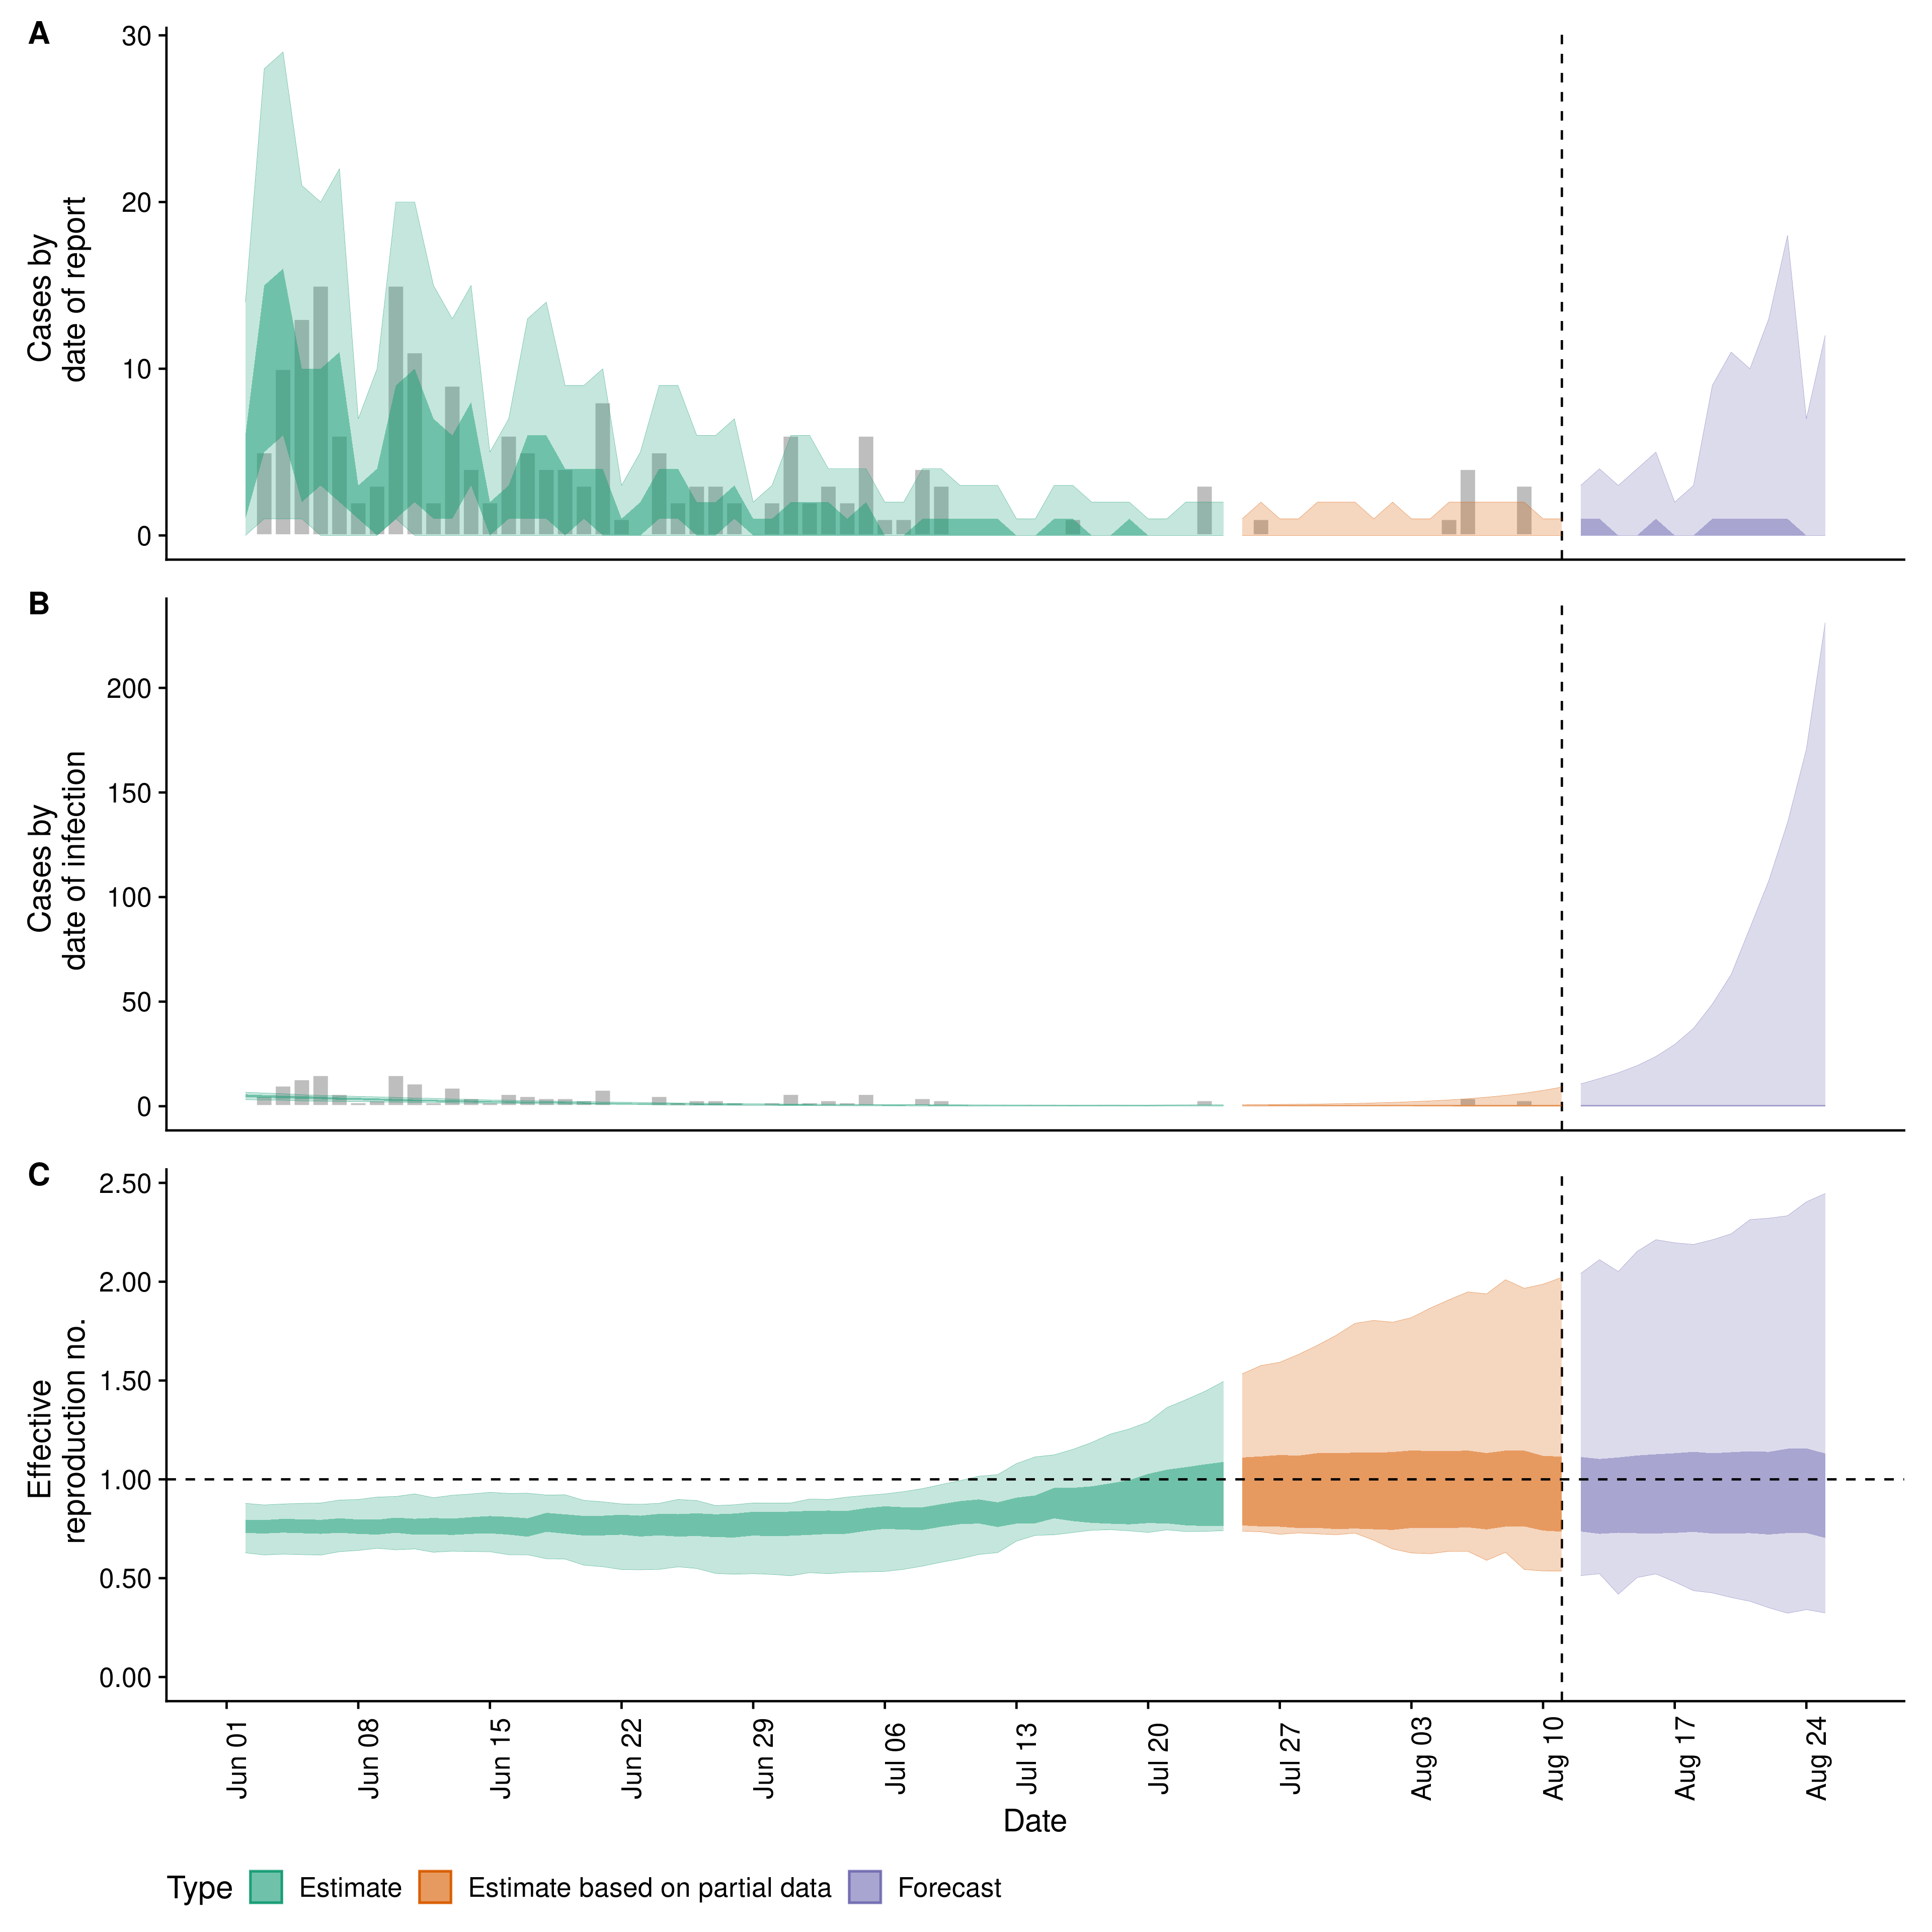 A
Cases by
date of report
30
20
10
0
B
Cases by
date of infection
200
150
100
50
0
C
Effective
reproduction no.
2.50
2.00
1.50
1.00
0.50
0.00
Jun 01
Jun 08
Jun 15
Jun 22
Jun 29
Jul 06
Jul 13
Jul 20
Jul 27
Aug 03
Aug 10
Aug 17
Aug 24
Date
Type Estimate Estimate based on partial data Forecast